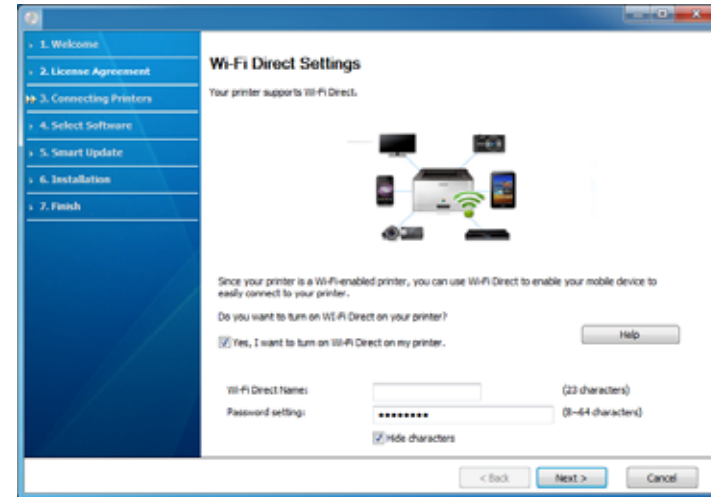 1. Welcome
2. License Agreement
3. Connecting Printers
4. Select Software
5. Smart Update
6. Installation
7. Finish
Wi-Fi Direct Settings
Your printer supports Wi-Fi Direct.
Since your printer is a Wi-Fi-enabled printer, you can use Wi-Fi Direct to enable your mobile device to
easily connect to your printer.
Do you want to turn on Wi-Fi Direct on your printer?
Yes, I want to turn on Wi-Fi Direct on my printer.
Help
Wi-Fi Direct Name:
(23 characters)
Password setting:
••••••••
(8~64 characters)
Hide characters
< Back
Next >
Cancel